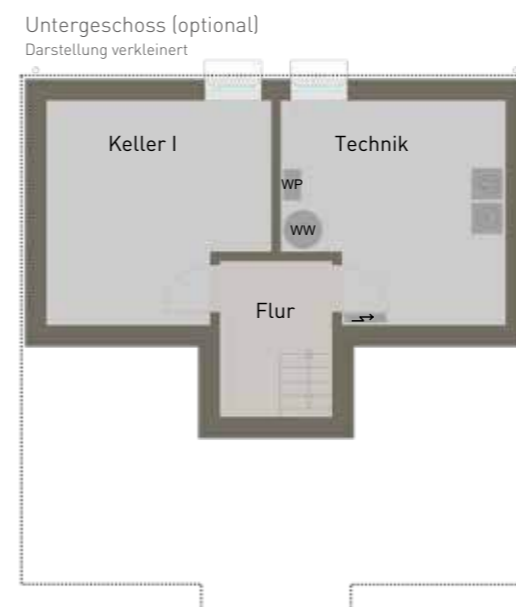 Untergeschoss (optional)
Darstellung verkleinert
Keller I
Technik
WP
WW
Flur